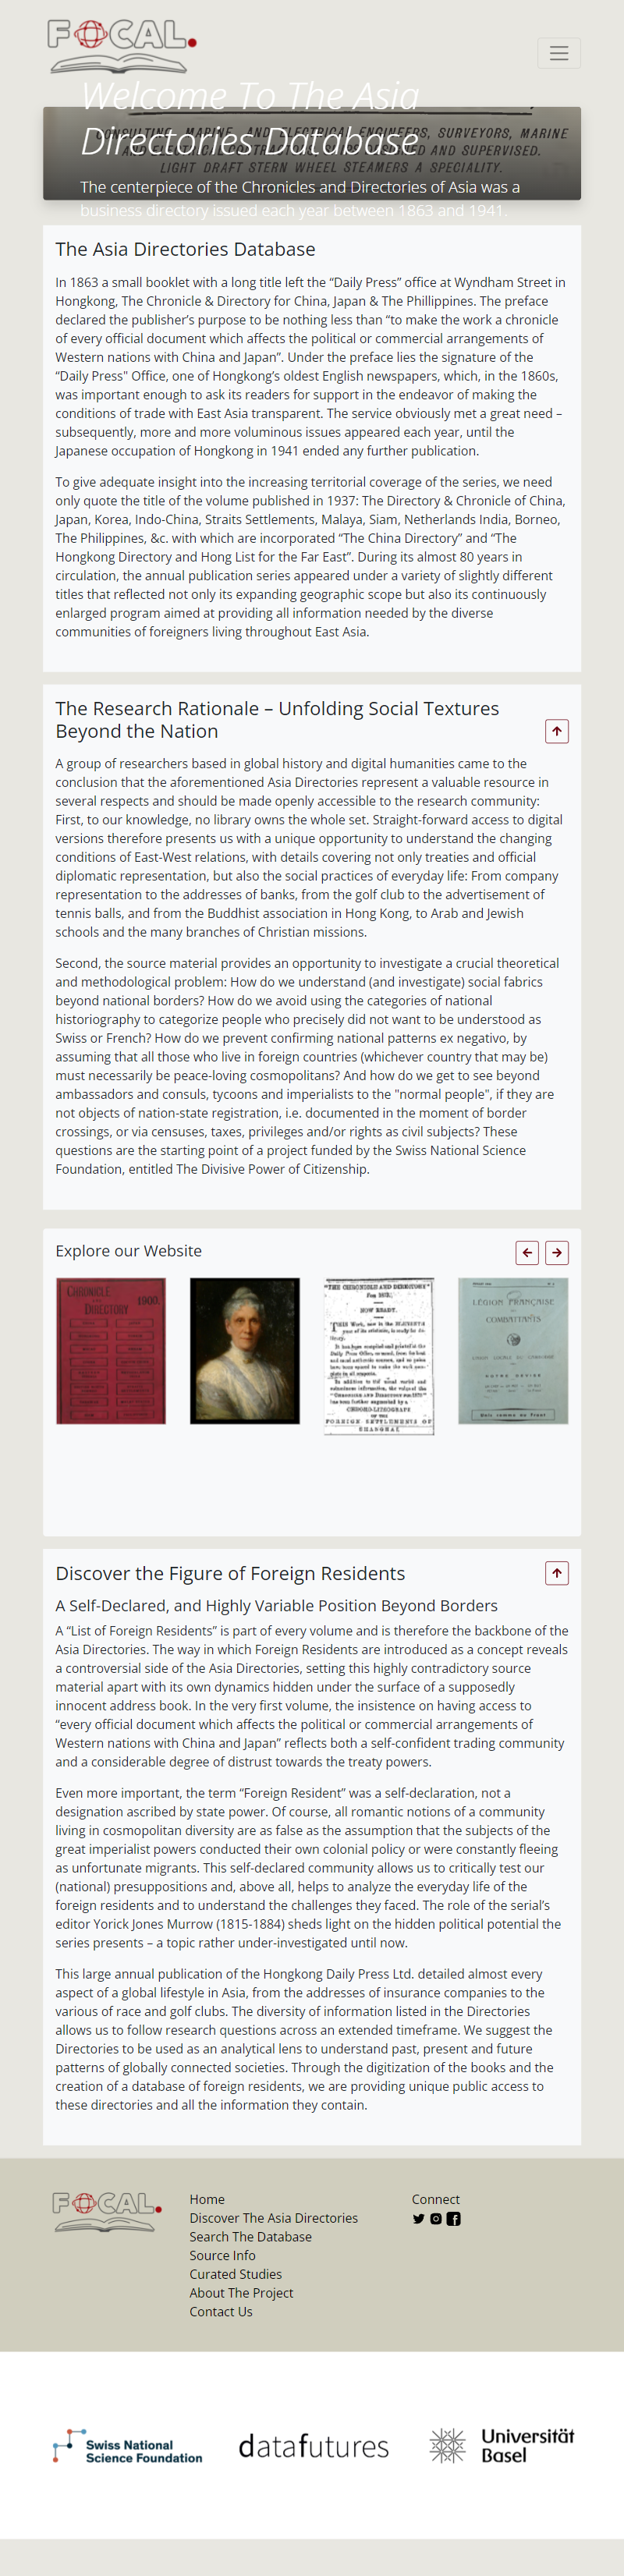 FOCAL.
Welcome To The Asia
Directories Database
CONSULTING MARINE AND ELECTRICAL ENGINEERS, SURVEYORS, MARINE
AND SUPERVISED.
LIGHT DRAFT STERN WHEEL STEAMERS A SPECIALITY.
The centerpiece of the Chronicles and Directories of Asia was a
business directory issued each year between 1863 and 1941.
The Asia Directories Database
In 1863 a small booklet with a long title left the “Daily Press” office at Wyndham Street in
Hongkong, The Chronicle & Directory for China, Japan & The Phillippines. The preface
declared the publisher’s purpose to be nothing less than “to make the work a chronicle
of every official document which affects the political or commercial arrangements of
Western nations with China and Japan”. Under the preface lies the signature of the
“Daily Press" Office, one of Hongkong’s oldest English newspapers, which, in the 1860s,
was important enough to ask its readers for support in the endeavor of making the
conditions of trade with East Asia transparent. The service obviously met a great need –
subsequently, more and more voluminous issues appeared each year, until the
Japanese occupation of Hongkong in 1941 ended any further publication.
To give adequate insight into the increasing territorial coverage of the series, we need
only quote the title of the volume published in 1937: The Directory & Chronicle of China,
Japan, Korea, Indo-China, Straits Settlements, Malaya, Siam, Netherlands India, Borneo,
The Philippines, &c. with which are incorporated “The China Directory” and “The
Hongkong Directory and Hong List for the Far East”. During its almost 80 years in
circulation, the annual publication series appeared under a variety of slightly different
titles that reflected not only its expanding geographic scope but also its continuously
enlarged program aimed at providing all information needed by the diverse
communities of foreigners living throughout East Asia.
The Research Rationale – Unfolding Social Textures
Beyond the Nation
A group of researchers based in global history and digital humanities came to the
conclusion that the aforementioned Asia Directories represent a valuable resource in
several respects and should be made openly accessible to the research community:
First, to our knowledge, no library owns the whole set. Straight-forward access to digital
versions therefore presents us with a unique opportunity to understand the changing
conditions of East-West relations, with details covering not only treaties and official
diplomatic representation, but also the social practices of everyday life: From company
representation to the addresses of banks, from the golf club to the advertisement of
tennis balls, and from the Buddhist association in Hong Kong, to Arab and Jewish
schools and the many branches of Christian missions.
Second, the source material provides an opportunity to investigate a crucial theoretical
and methodological problem: How do we understand (and investigate) social fabrics
beyond national borders? How do we avoid using the categories of national
historiography to categorize people who precisely did not want to be understood as
Swiss or French? How do we prevent confirming national patterns ex negativo, by
assuming that all those who live in foreign countries (whichever country that may be)
must necessarily be peace-loving cosmopolitans? And how do we get to see beyond
ambassadors and consuls, tycoons and imperialists to the "normal people", if they are
not objects of nation-state registration, i.e. documented in the moment of border
crossings, or via censuses, taxes, privileges and/or rights as civil subjects? These
questions are the starting point of a project funded by the Swiss National Science
Foundation, entitled The Divisive Power of Citizenship.
Explore our Website
CHRONICLE
DIRECTORY 1900.
"THE CHRONICLE AND DIRECTORY"
NOW READY.
FOREIGN SETTLEMENTS OF
SHANGHAI.
LÉGION FRANÇAISE
DES
COMBATTANTS
Discover the Figure of Foreign Residents
A Self-Declared, and Highly Variable Position Beyond Borders
A “List of Foreign Residents” is part of every volume and is therefore the backbone of the
Asia Directories. The way in which Foreign Residents are introduced as a concept reveals
a controversial side of the Asia Directories, setting this highly contradictory source
material apart with its own dynamics hidden under the surface of a supposedly
innocent address book. In the very first volume, the insistence on having access to
“every official document which affects the political or commercial arrangements of
Western nations with China and Japan” reflects both a self-confident trading community
and a considerable degree of distrust towards the treaty powers.
Even more important, the term “Foreign Resident” was a self-declaration, not a
designation ascribed by state power. Of course, all romantic notions of a community
living in cosmopolitan diversity are as false as the assumption that the subjects of the
great imperialist powers conducted their own colonial policy or were constantly fleeing
as unfortunate migrants. This self-declared community allows us to critically test our
(national) presuppositions and, above all, helps to analyze the everyday life of the
foreign residents and to understand the challenges they faced. The role of the serial’s
editor Yorick Jones Murrow (1815-1884) sheds light on the hidden political potential the
series presents – a topic rather under-investigated until now.
This large annual publication of the Hongkong Daily Press Ltd. detailed almost every
aspect of a global lifestyle in Asia, from the addresses of insurance companies to the
various of race and golf clubs. The diversity of information listed in the Directories
allows us to follow research questions across an extended timeframe. We suggest the
Directories to be used as an analytical lens to understand past, present and future
patterns of globally connected societies. Through the digitization of the books and the
creation of a database of foreign residents, we are providing unique public access to
these directories and all the information they contain.
FOCAL.
Home
Discover The Asia Directories
Search The Database
Source Info
Curated Studies
About The Project
Contact Us
Connect
Swiss National
Science Foundation
datafutures
Universität
Basel